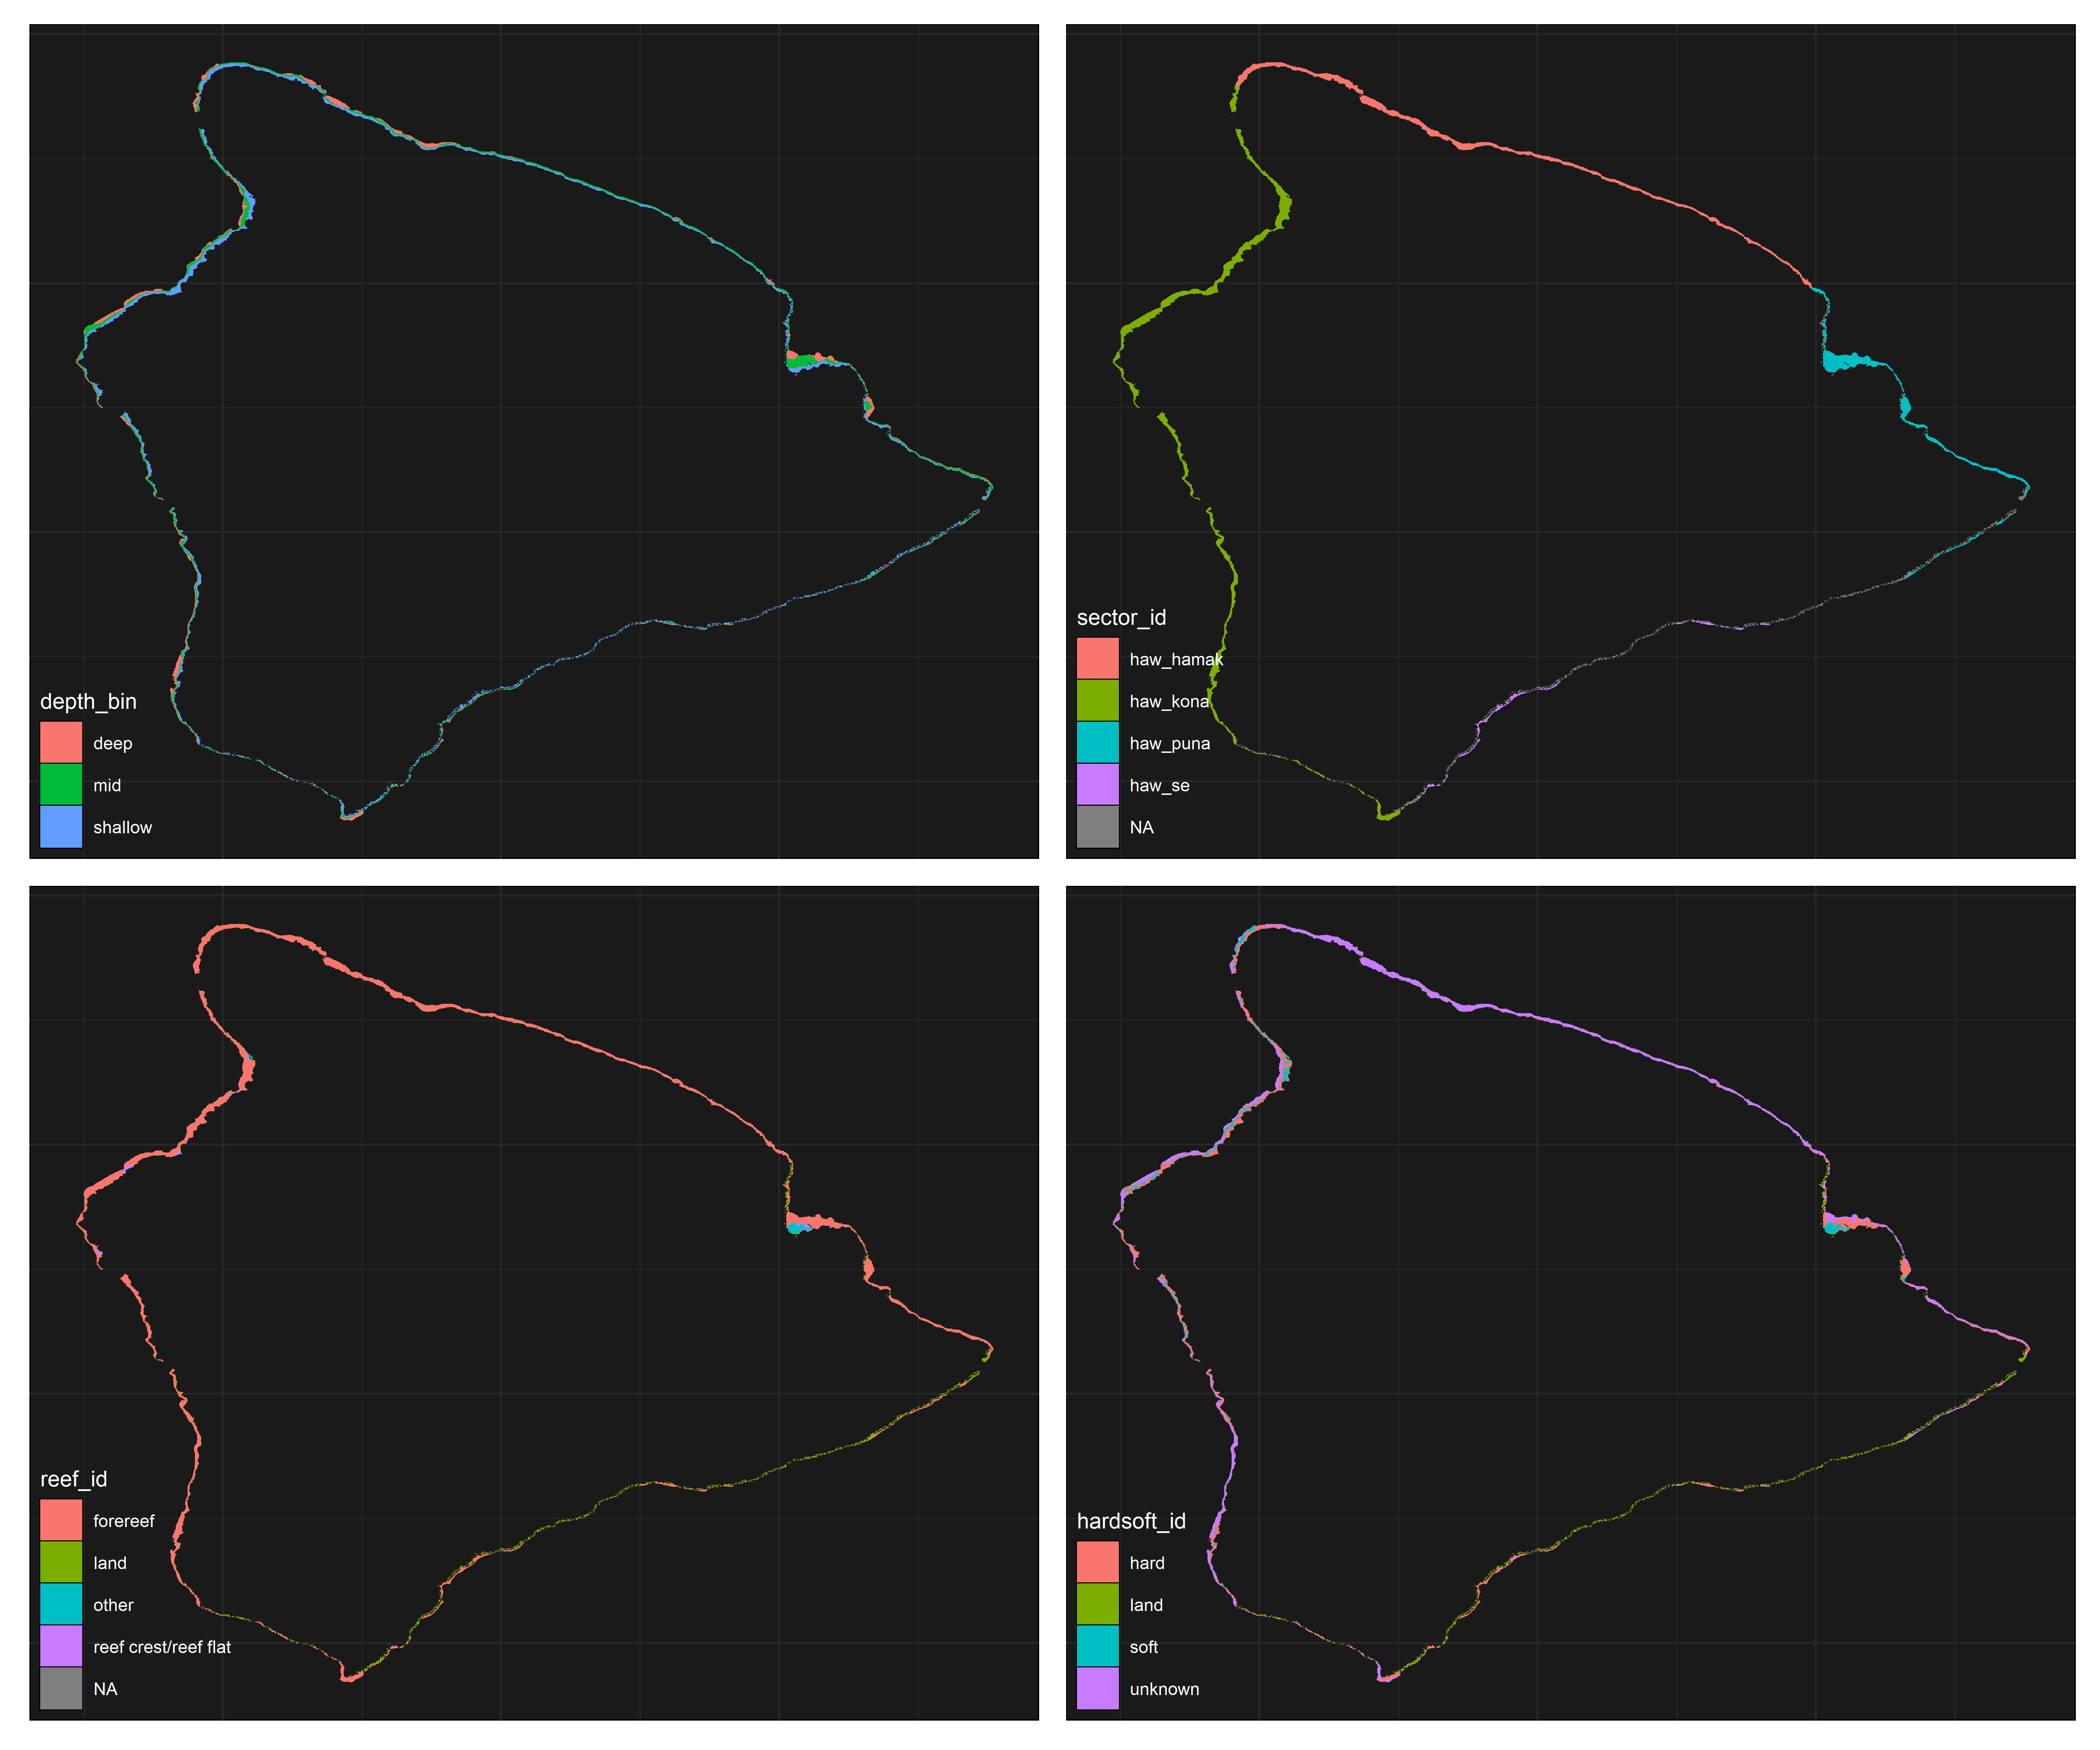 depth_bin
deep
mid
shallow
sector_id
haw_hamak
haw_kona
haw_puna
haw_se
NA
reef_id
forereef
land
other
reef crest/reef flat
NA
hardsoft_id
hard
land
soft
unknown